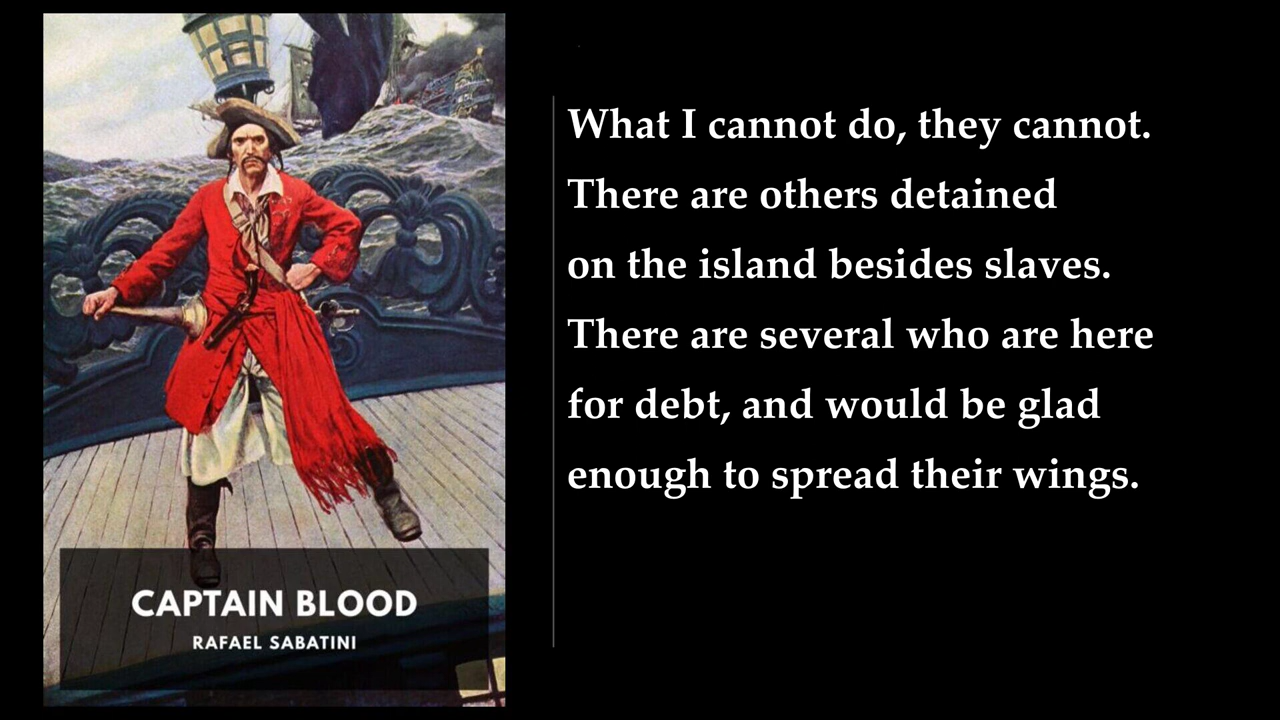 What I cannot do, they cannot.
There are others detained
on the island besides slaves.
There are several who are here
for debt, and would be glad
enough to spread their wings.
CAPTAIN BLOOD
RAFAEL SABATINI